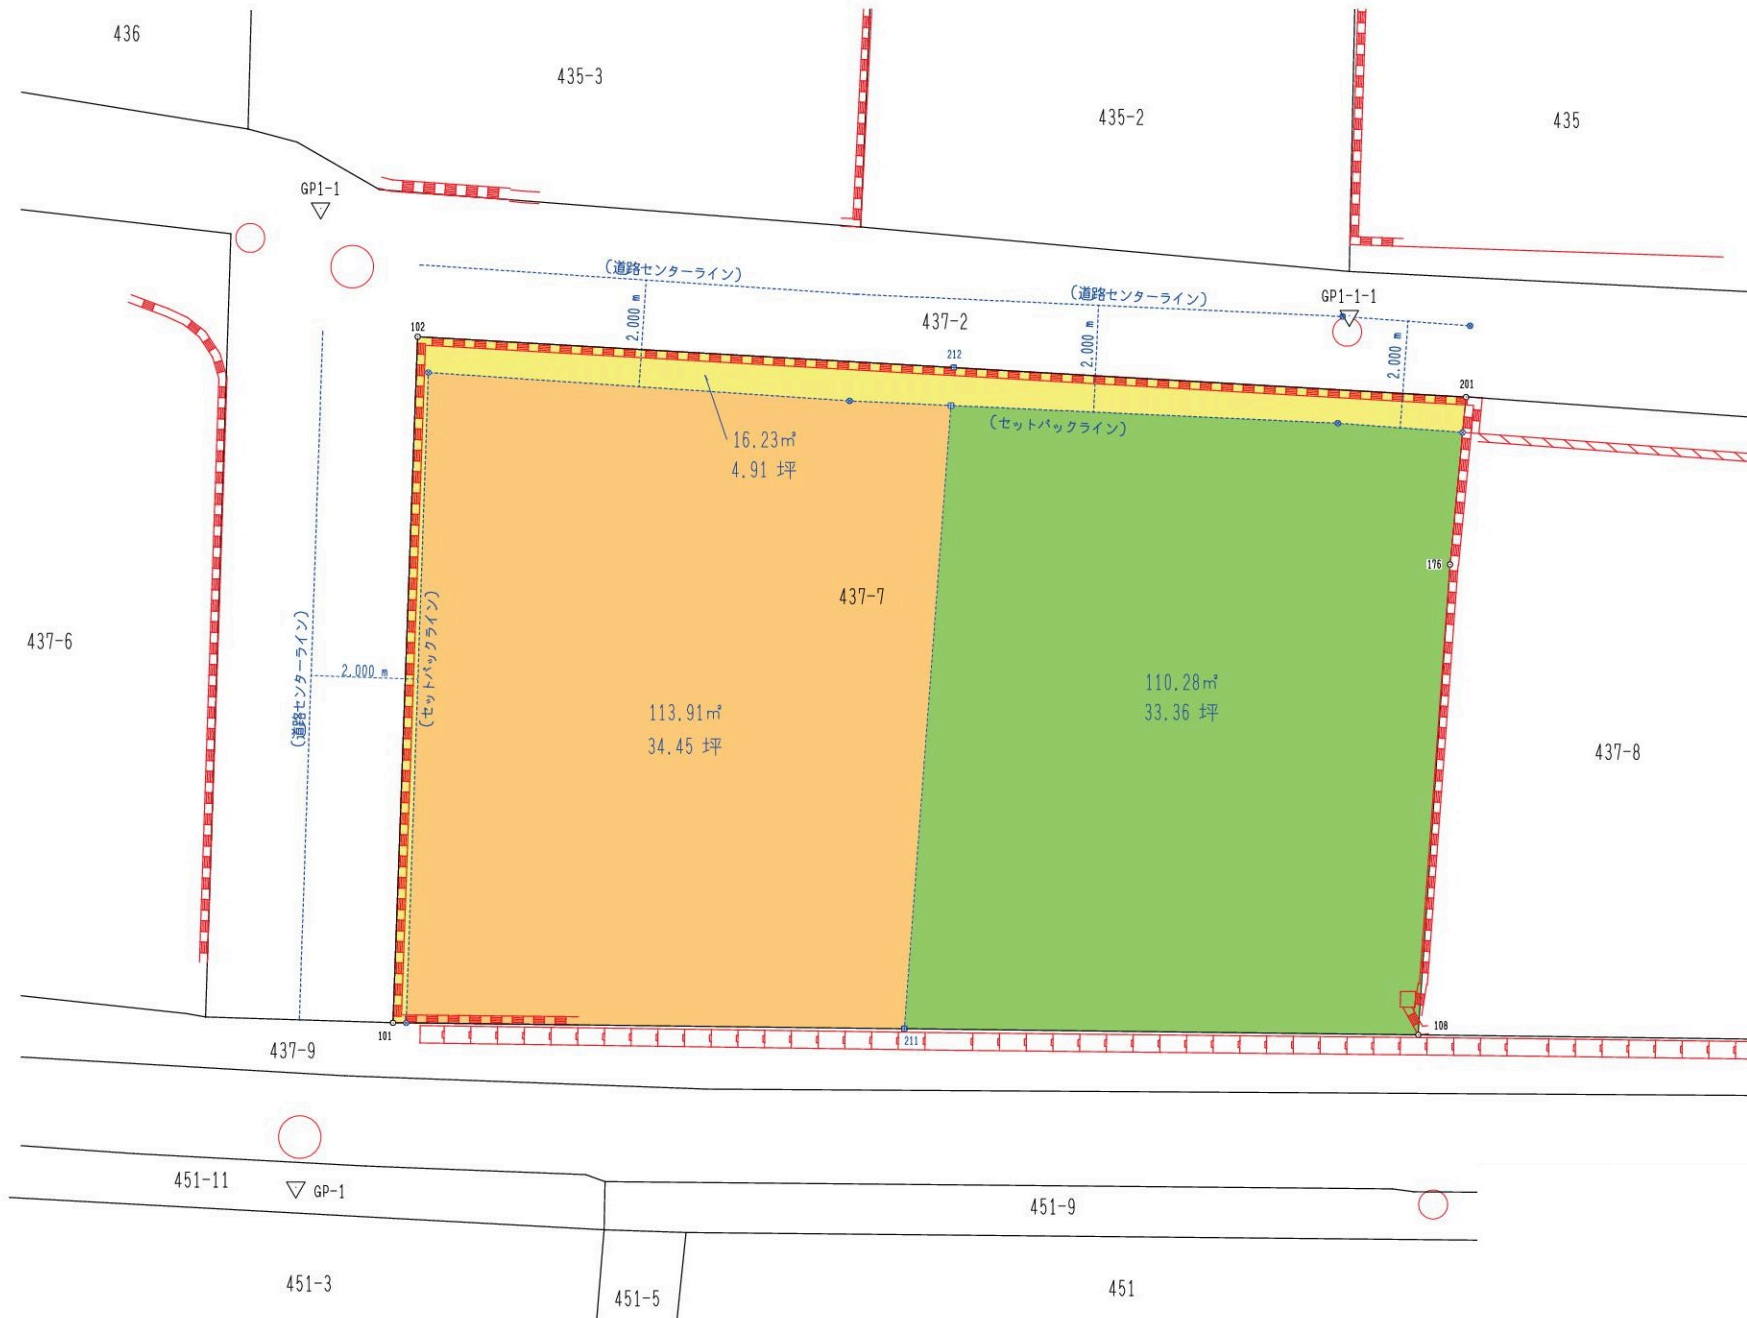 436
435-3
435-2
435
GP1-1
(道路センターライン)
(道路センターライン)
GP1-1-1
2.000 m
437-2
2.000 m
2.000 m
102
212
201
(セットバックライン)
16.23㎡
4.91 坪
176
437-7
437-6
(道路センターライン)
2.000 m
(セットバックライン)
113.91㎡
34.45 坪
110.28㎡
33.36 坪
437-8
101
211
108
437-9
451-11
GP-1
451-9
451-3
451-5
451